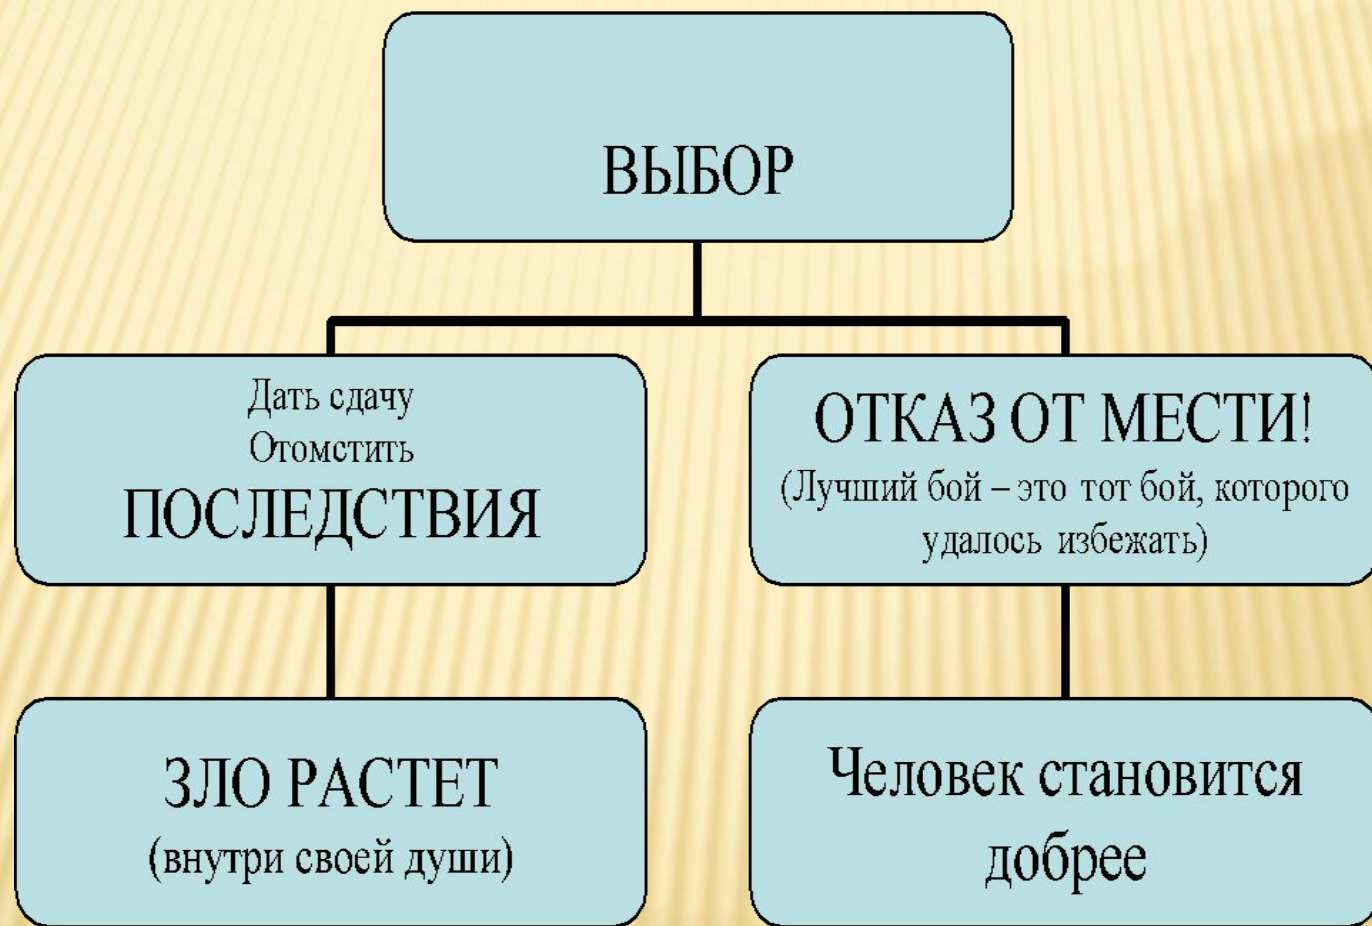 ВЫБОР
Дать сдачу
Отомстить
ПОСЛЕДСТВИЯ
ОТКАЗ ОТ МЕСТИ!
(Лучший бой – это тот бой, которого
удалось избежать)
ЗЛО РАСТЕТ
(внутри своей души)
Человек становится
добрее